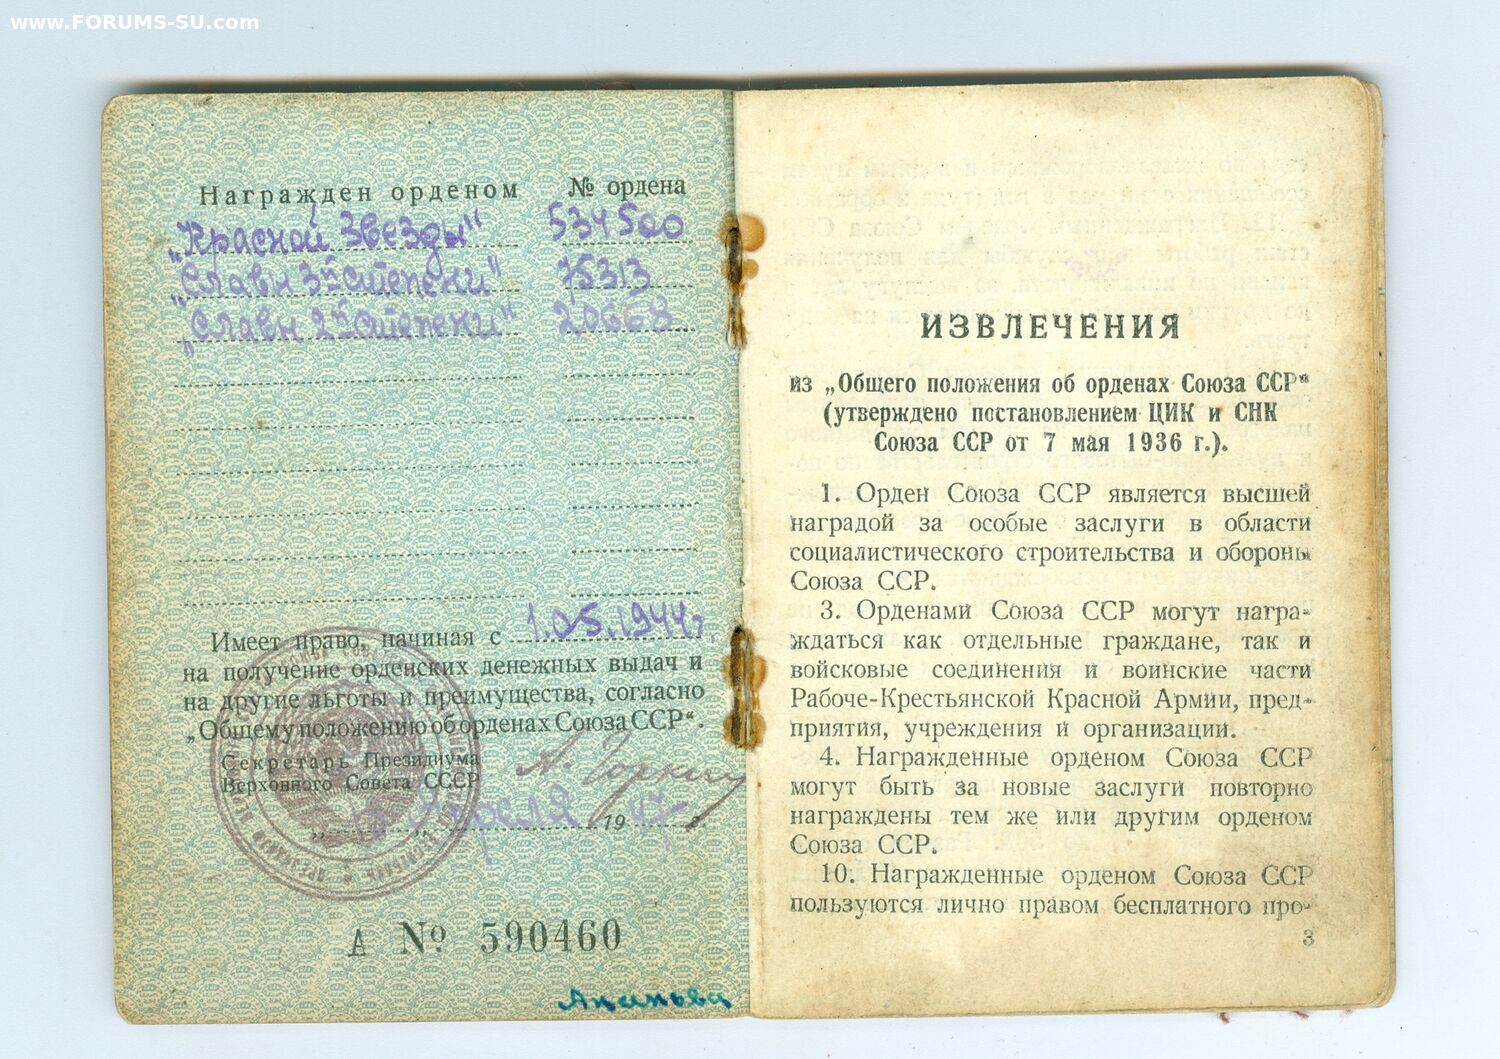 www.FORUMS-SU.com
Награжден орденом № ордена
„Красной Звезды" 534500
„Славы 3й степени" 75313
„Славы 2й степени" 20668
Имеет право, начиная с 1.05.1944г
на получение орденских денежных выдач и
на другие льготы и преимущества, согласно
„Общему положению об орденах Союза ССР“.
Секретарь Президиума
Верховного Совета СССР
А. Горкин
апреля 19
А № 590460
ИЗВЛЕЧЕНИЯ
из „Общего положения об орденах Союза ССР“
(утверждено постановлением ЦИК и СНК
Союза ССР от 7 мая 1936 г.).
1. Орден Союза ССР является высшей
наградой за особые заслуги в области
социалистического строительства и обороны
Союза ССР.
3. Орденами Союза ССР могут награ-
ждаться как отдельные граждане, так и
войсковые соединения и воинские части
Рабоче-Крестьянской Красной Армии, пред-
приятия, учреждения и организации.
4. Награжденные орденом Союза ССР
могут быть за новые заслуги повторно
награждены тем же или другим орденом
Союза ССР.
10. Награжденные орденом Союза ССР
пользуются лично правом бесплатного про-
3